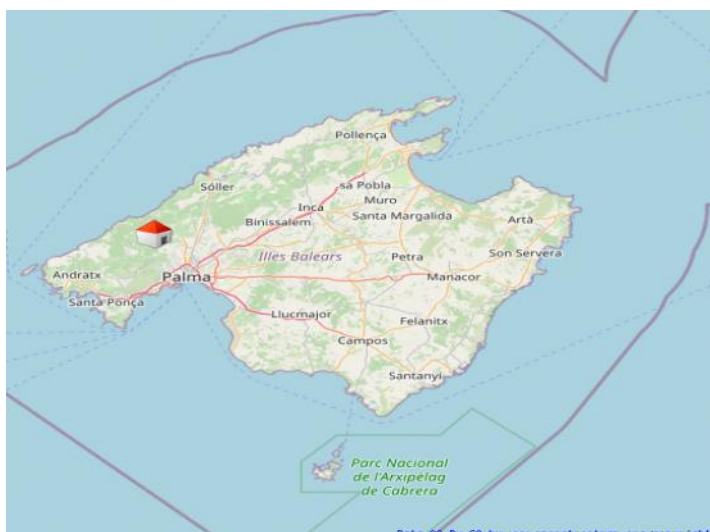 Pollença
Sóller
sa Pobla
Inca
Muro
Binissalem
Santa Margalida
Artà
Illes Balears
Petra
Son Servera
Andratx
Palma
Manacor
Santa Ponça
Llucmajor
Felanitx
Campos
Santanyí
Parc Nacional
de l'Arxipèlag
de Cabrera